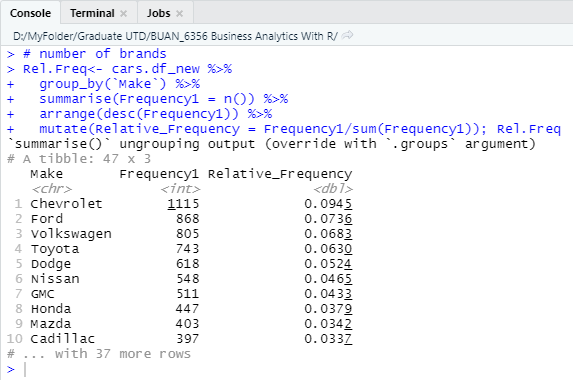 Console Terminal × Jobs ×
D:/MyFolder/Graduate UTD/BUAN_6356 Business Analytics With R/
> # number of brands
> Rel.Freq<- cars.df_new %>%
+   group_by(`Make`) %>%
+   summarise(Frequency1 = n()) %>%
+   arrange(desc(Frequency1)) %>%
+   mutate(Relative_Frequency = Frequency1/sum(Frequency1)); Rel.Freq
`summarise()` ungrouping output (override with `.groups` argument)
# A tibble: 47 x 3
Make Frequency1 Relative_Frequency
<chr> <int> <dbl>
1 Chevrolet 1115 0.0945
2 Ford 868 0.0736
3 Volkswagen 805 0.0683
4 Toyota 743 0.0630
5 Dodge 618 0.0524
6 Nissan 548 0.0465
7 GMC 511 0.0433
8 Honda 447 0.0379
9 Mazda 403 0.0342
10 Cadillac 397 0.0337
# ... with 37 more rows
>